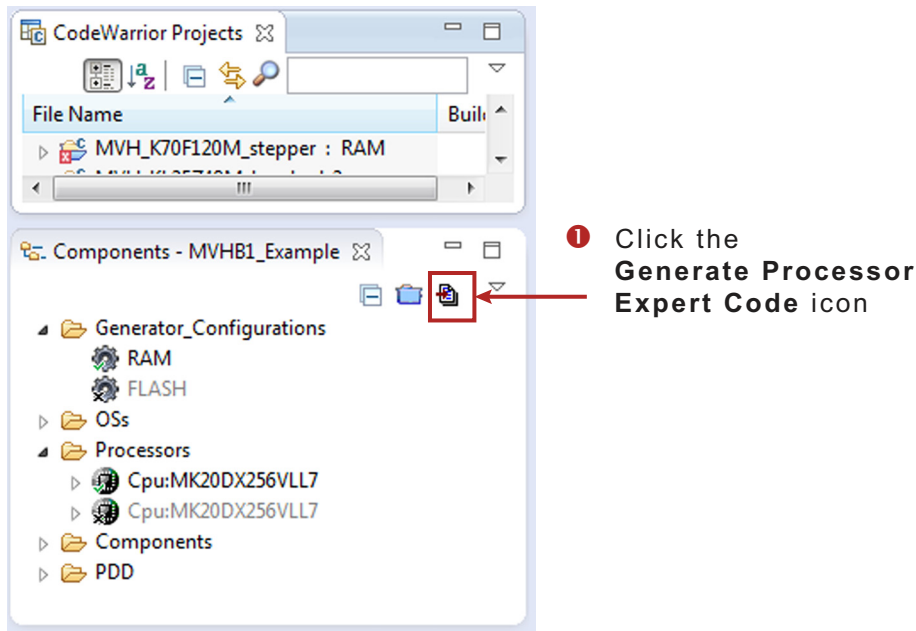 CodeWarrior Projects
File Name Buil
MVH_K70F120M_stepper : RAM
Components - MVHB1_Example
Generator_Configurations
RAM
FLASH
OSs
Processors
Cpu:MK20DX256VLL7
Cpu:MK20DX256VLL7
Components
PDD
1 Click the
Generate Processor
Expert Code icon